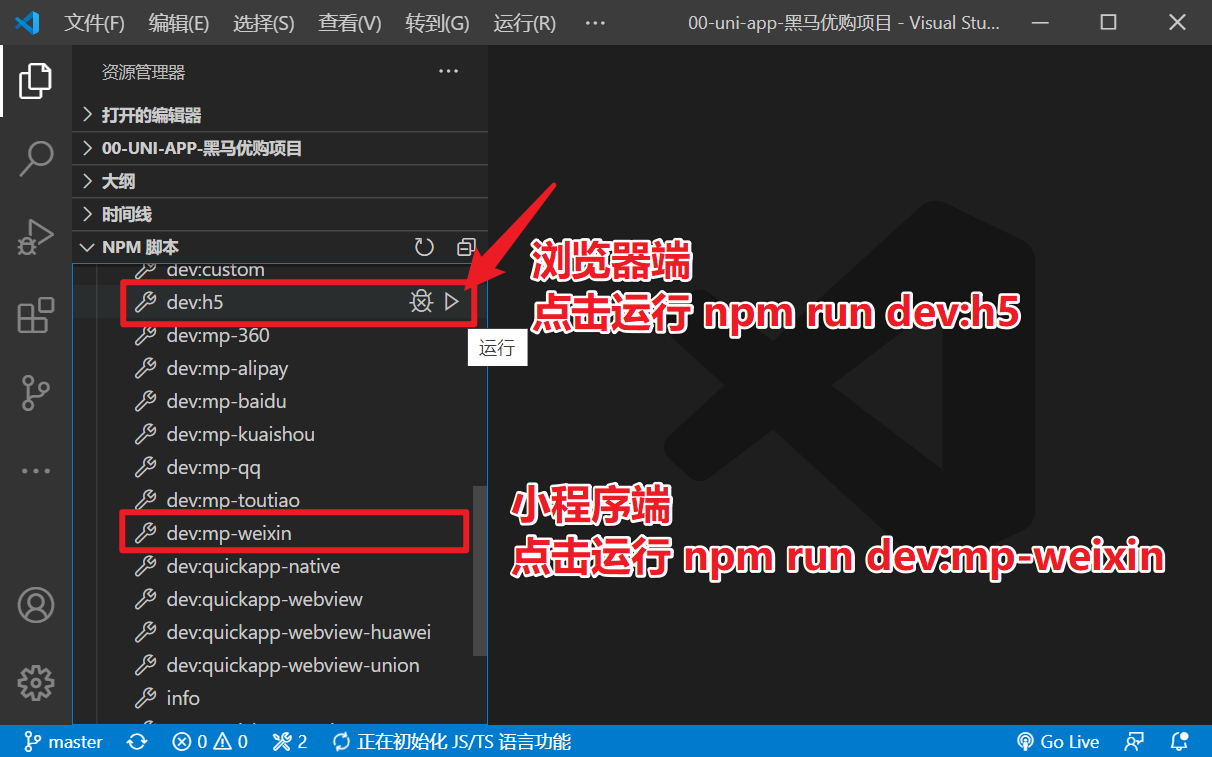 文件(F) 编辑(E) 选择(S) 查看(V) 转到(G) 运行(R) ··· 00-uni-app-黑马优购项目 - Visual Stu...
资源管理器
打开的编辑器
00-UNI-APP-黑马优购项目
大纲
时间线
NPM 脚本
dev:custom
dev:h5
浏览器端
点击运行 npm run dev:h5
运行
dev:mp-360
dev:mp-alipay
dev:mp-baidu
dev:mp-kuaishou
dev:mp-qq
dev:mp-toutiao
dev:mp-weixin
小程序端
点击运行 npm run dev:mp-weixin
dev:quickapp-native
dev:quickapp-webview
dev:quickapp-webview-huawei
dev:quickapp-webview-union
info
master 0 0 2 正在初始化 JS/TS 语言功能 Go Live